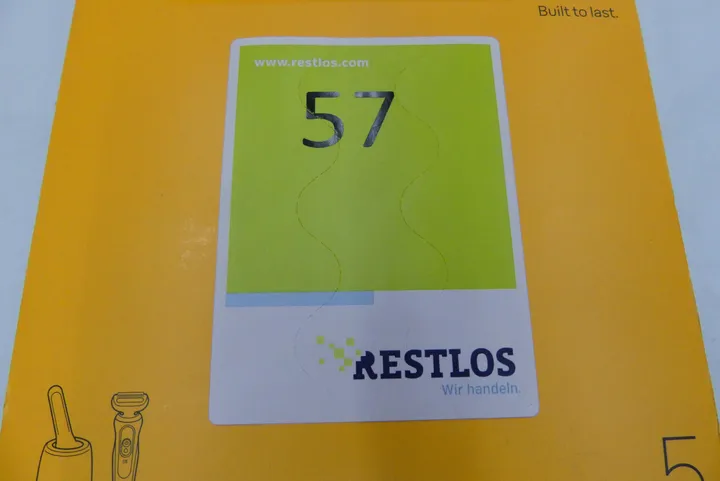 Built to last.
www.restlos.com
57
RESTLOS
Wir handeln.
5